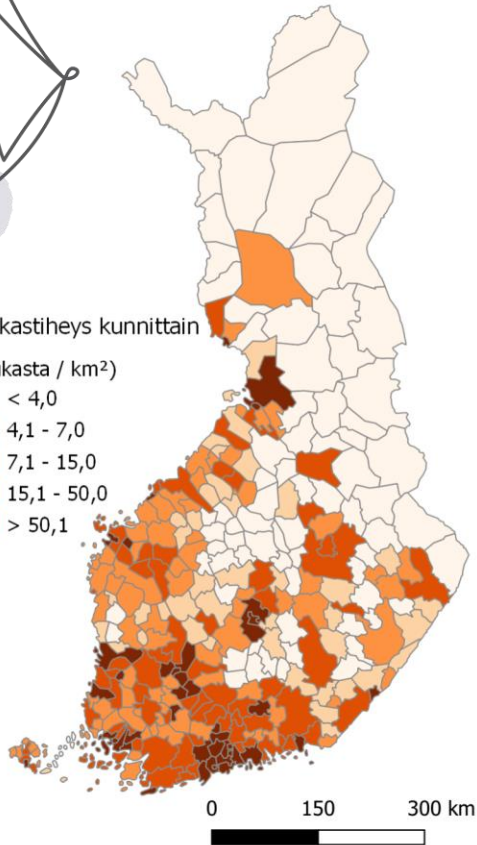 kastiheys kunnittain
ukasta / km²)
< 4,0
4,1 - 7,0
7,1 - 15,0
15,1 - 50,0
> 50,1
0 150 300 km